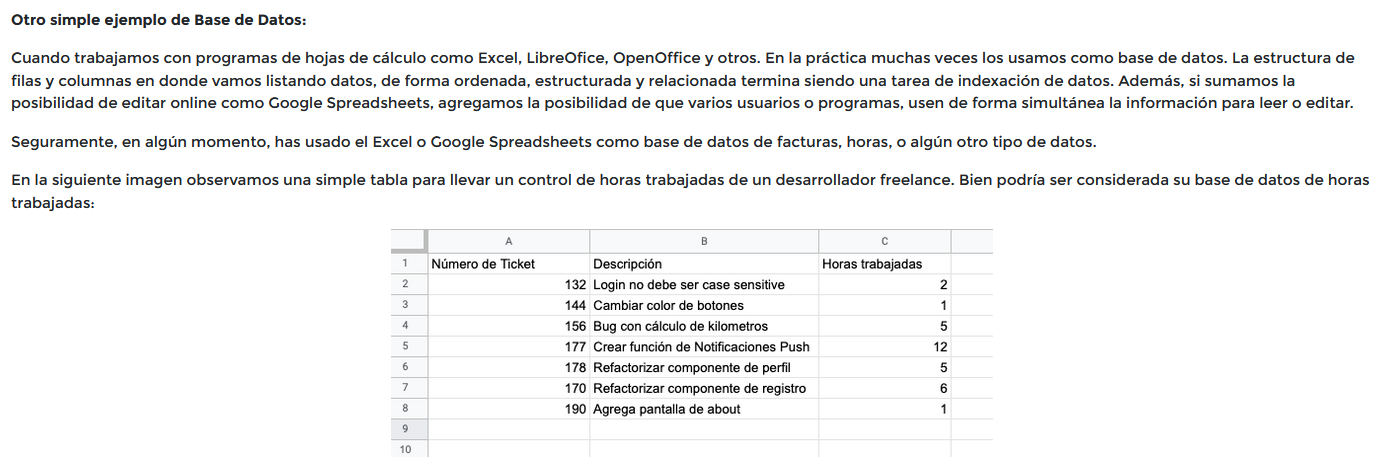 Otro simple ejemplo de Base de Datos:
Cuando trabajamos con programas de hojas de cálculo como Excel, LibreOfice, OpenOffice y otros. En la práctica muchas veces los usamos como base de datos. La estructura de
filas y columnas en donde vamos listando datos, de forma ordenada, estructurada y relacionada termina siendo una tarea de indexación de datos. Además, si sumamos la
posibilidad de editar online como Google Spreadsheets, agregamos la posibilidad de que varios usuarios o programas, usen de forma simultánea la información para leer o editar.
Seguramente, en algún momento, has usado el Excel o Google Spreadsheets como base de datos de facturas, horas, o algún otro tipo de datos.
En la siguiente imagen observamos una simple tabla para llevar un control de horas trabajadas de un desarrollador freelance. Bien podría ser considerada su base de datos de horas
trabajadas:
A B C
1 Número de Ticket Descripción Horas trabajadas
2 132 Login no debe ser case sensitive 2
3 144 Cambiar color de botones 1
4 156 Bug con cálculo de kilometros 5
5 177 Crear función de Notificaciones Push 12
6 178 Refactorizar componente de perfil 5
7 170 Refactorizar componente de registro 6
8 190 Agrega pantalla de about 1
9
10